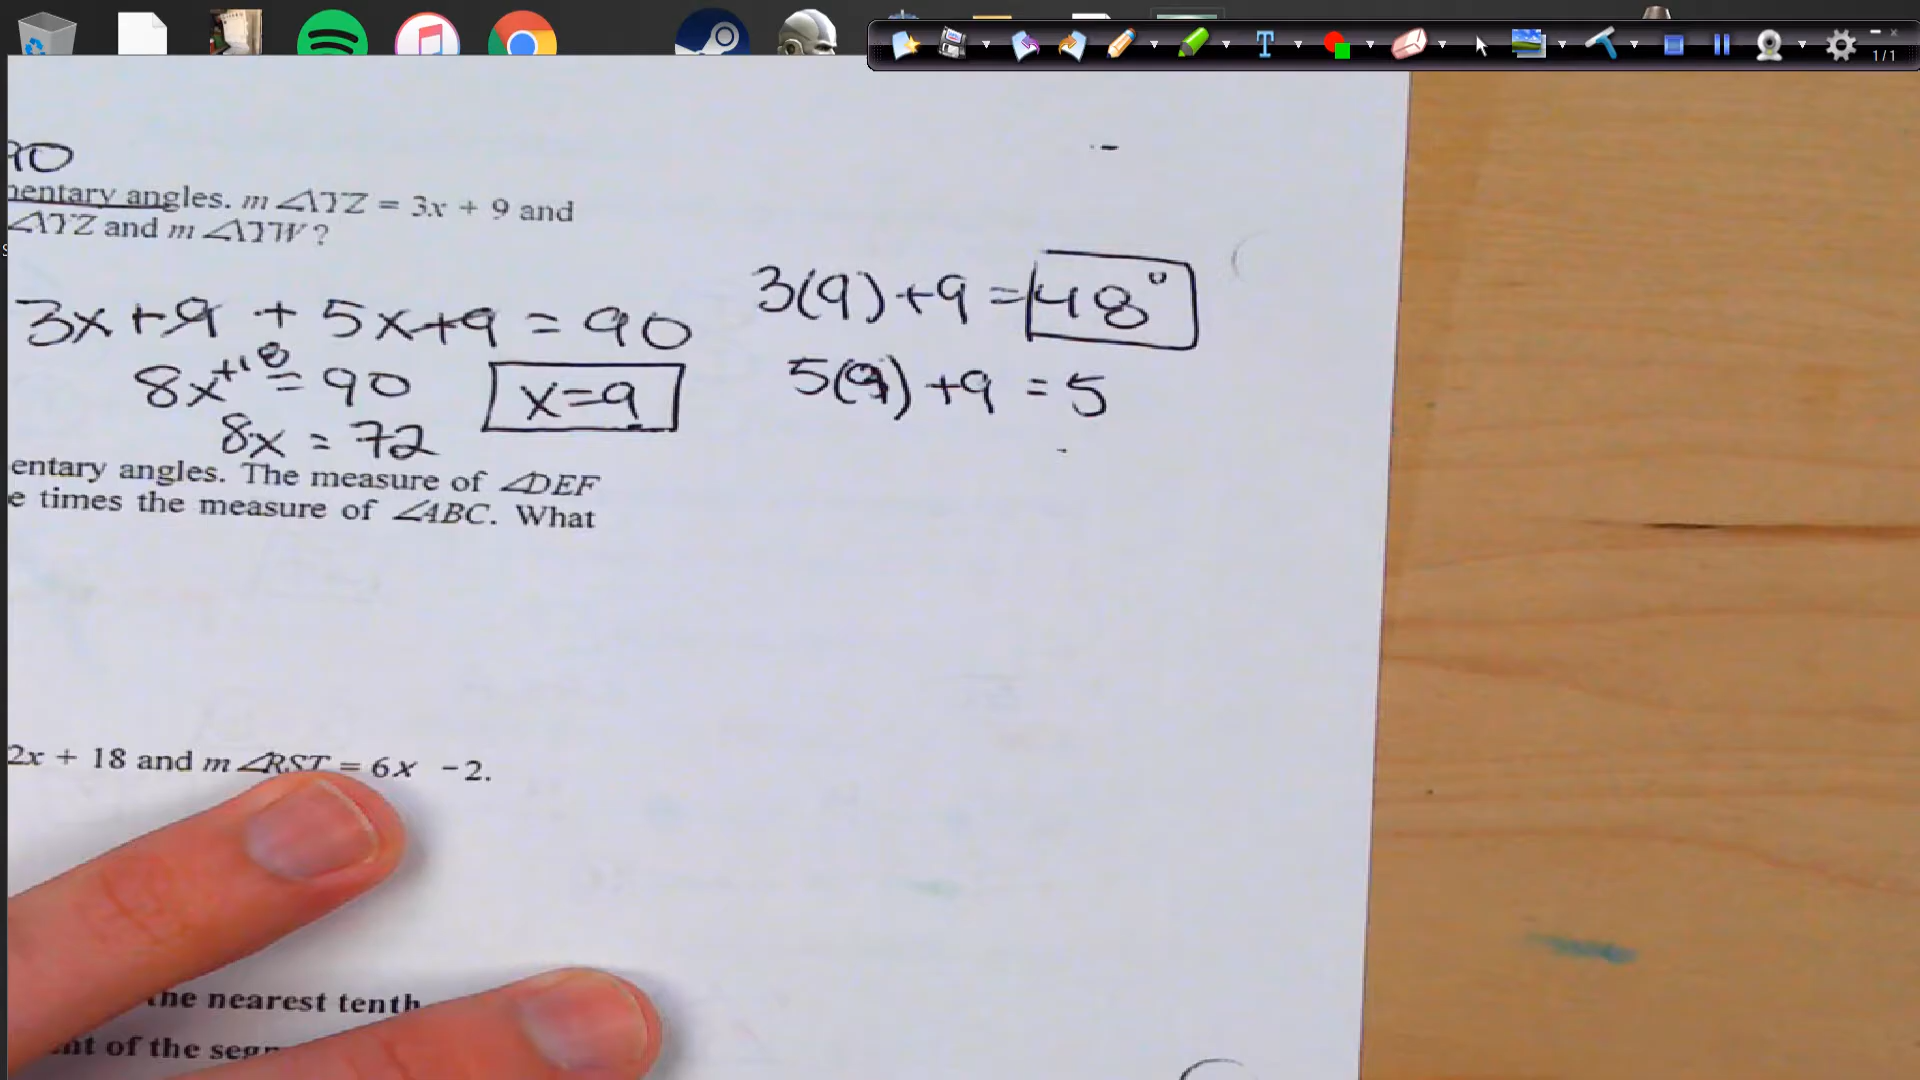 90
mentary angles. m∠XYZ = 3x + 9 and
∠XYZ and m∠XYW?
3x+9 + 5x+9 = 90
8x+18 = 90
x=9
8x = 72
3(9)+9 = 48°
5(9)+9 = 5
entary angles. The measure of ∠DEF
e times the measure of ∠ABC. What
2x + 18 and m∠RST = 6x - 2.
the nearest tenth
nt of the seg
1/1